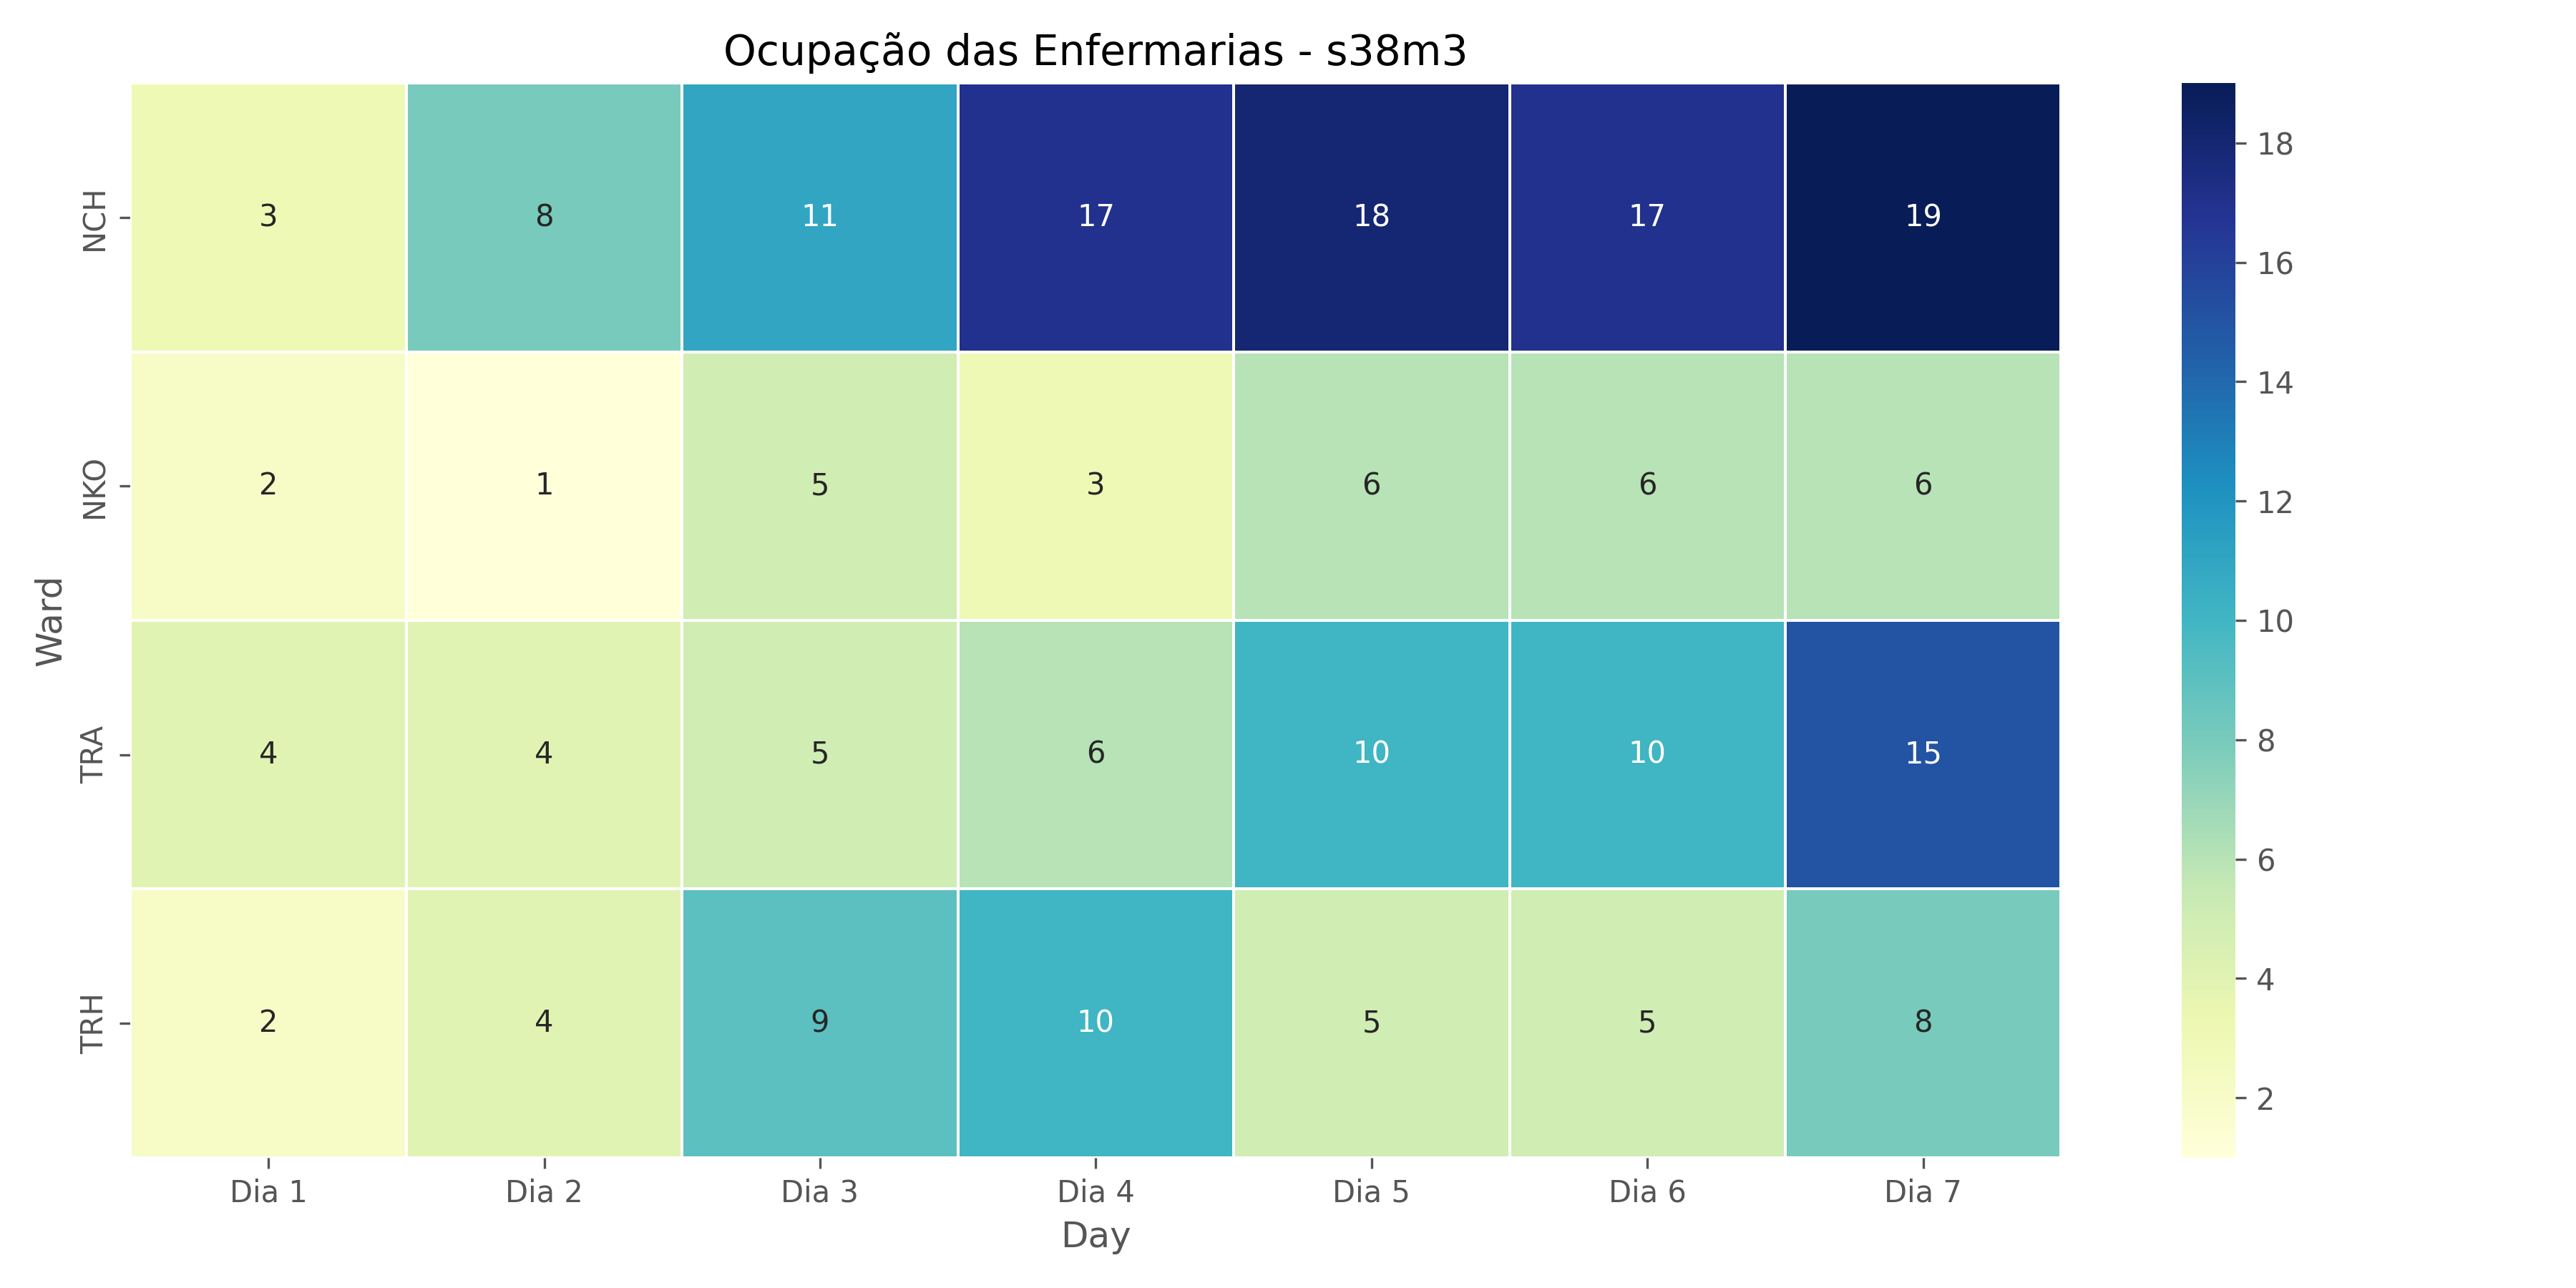 Ocupação das Enfermarias - s38m3
NCH 3 8 11 17 18 17 19
NKO 2 1 5 3 6 6 6
TRA 4 4 5 6 10 10 15
TRH 2 4 9 10 5 5 8
Ward
Dia 1 Dia 2 Dia 3 Dia 4 Dia 5 Dia 6 Dia 7
Day
18
16
14
12
10
8
6
4
2